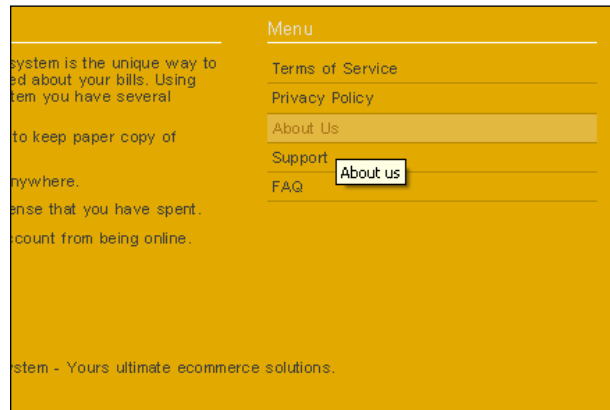 system is the unique way to
ed about your bills. Using
tem you have several
to keep paper copy of
nywhere.
ense that you have spent.
ccount from being online.
Menu
Terms of Service
Privacy Policy
About Us
Support
About us
FAQ
ystem - Yours ultimate ecommerce solutions.